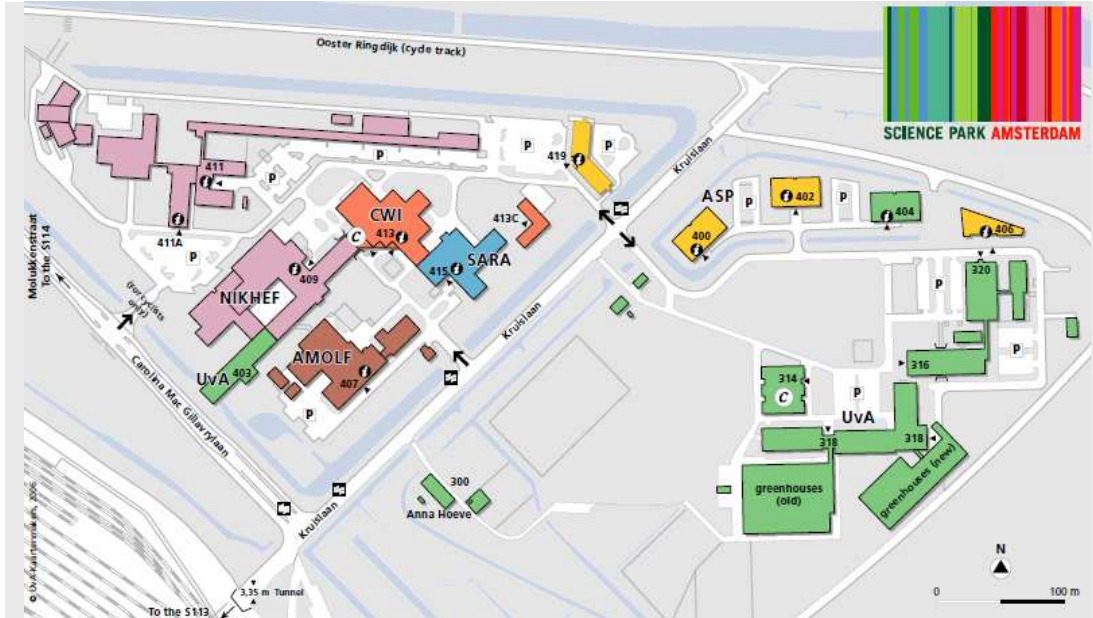 Ooster Ringdijk (cycle track)
SCIENCE PARK AMSTERDAM
P
P
P
419
Kruislaan
411
P
ASP
P
402
P
404
406
CWI
413
413C
400
411A
C
P
SARA
415
409
320
Molukkenstraat
To the S114
NIKHEF
(For cyclists
only)
P
Kruislaan
AMOLF
407
P
316
UvA
403
314
C
P
UvA
Carolina Mac Gillavrylaan
P
318
318
300
Anna Hoeve
greenhouses
(old)
greenhouses (new)
Kruislaan
© UvA-Kaartenmakers, 2006
N
3,35 m Tunnel
0 100 m
To the S113